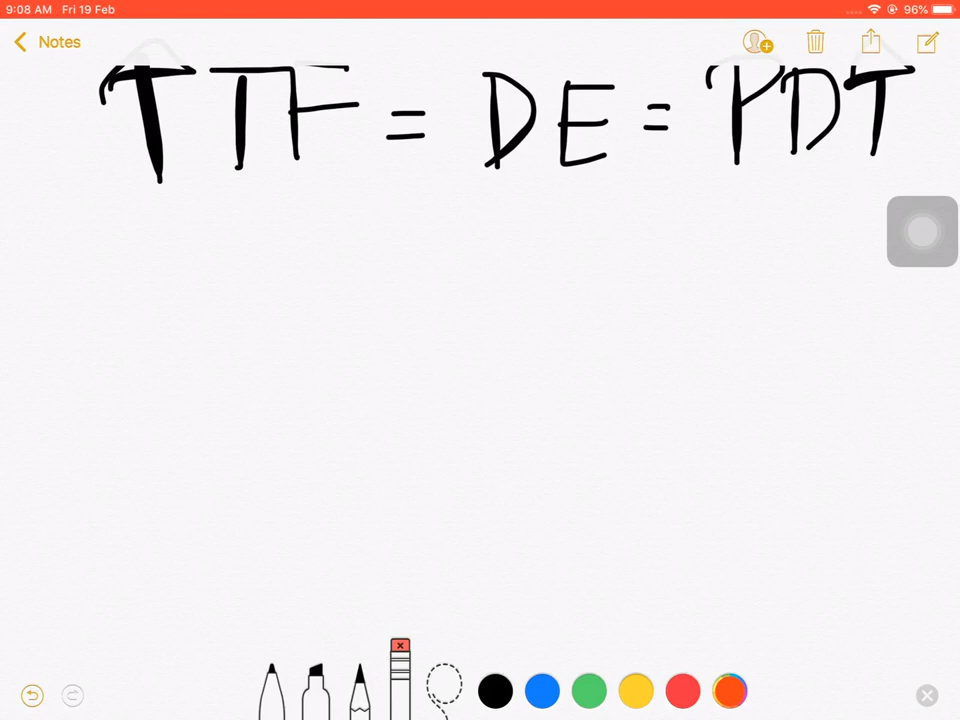 9:08 AM Fri 19 Feb 96%
Notes
TTF = DE = PDT